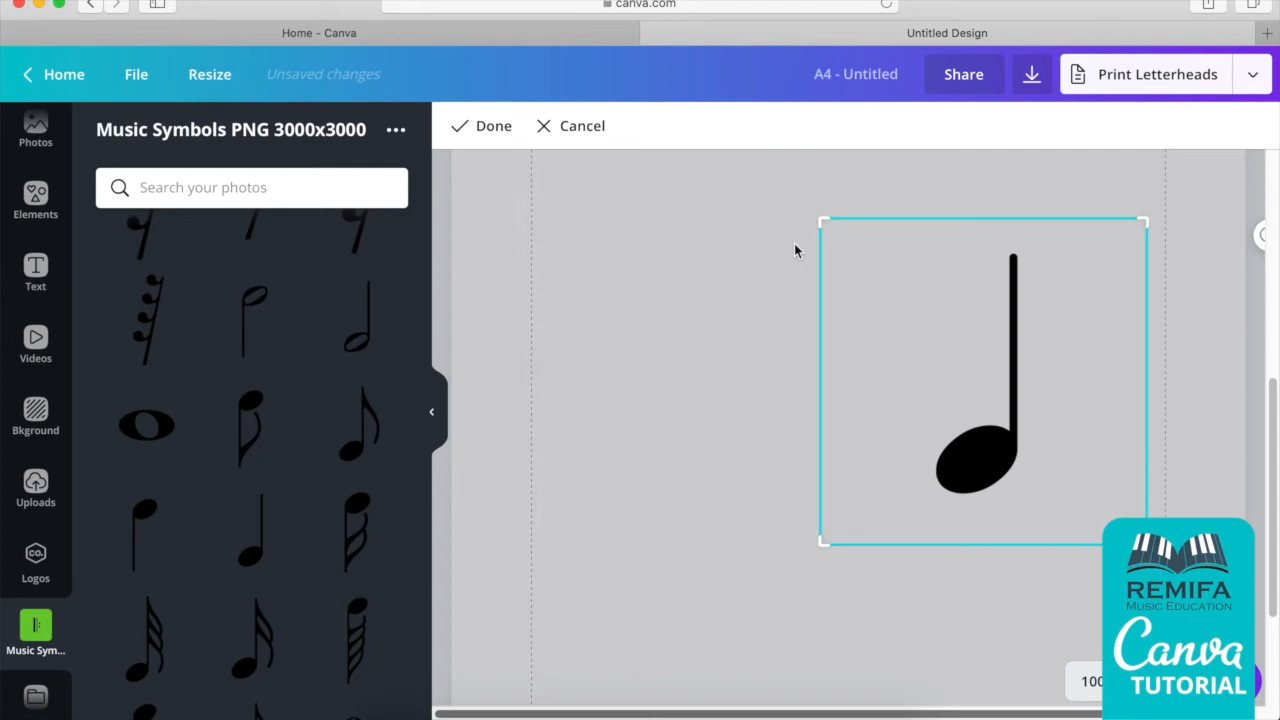 canva.com
Home - Canva
Untitled Design
Home
File
Resize
Unsaved changes
A4 - Untitled
Share
Print Letterheads
Photos
Elements
Text
Videos
Bkground
Uploads
CO.
Logos
Music Sym...
Music Symbols PNG 3000x3000
Search your photos
Done
Cancel
100
REMIFA
MUSIC EDUCATION
Canva
TUTORIAL